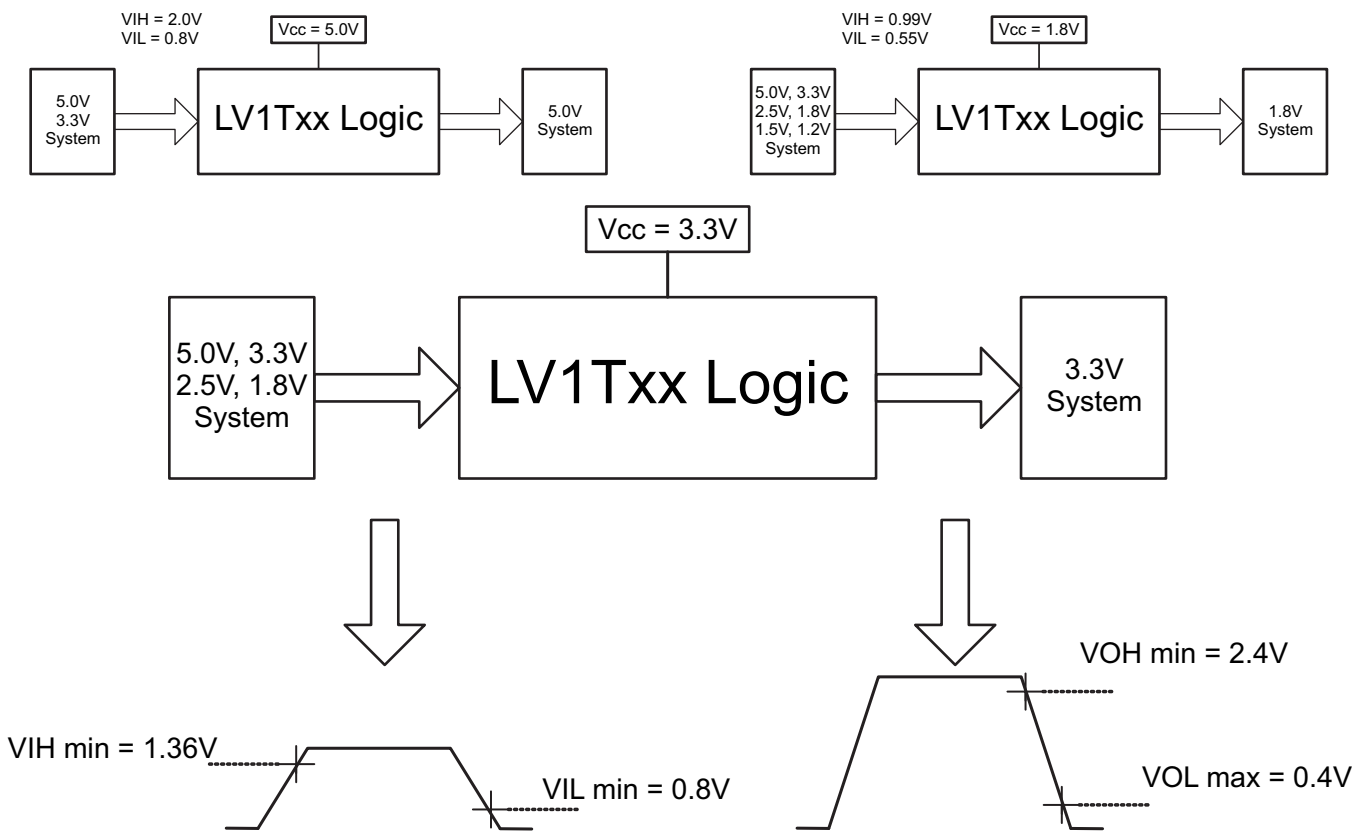 VIH = 2.0V
VIL = 0.8V
Vcc = 5.0V
5.0V
3.3V
System
LV1Txx Logic
5.0V
System
VIH = 0.99V
VIL = 0.55V
Vcc = 1.8V
5.0V, 3.3V
2.5V, 1.8V
1.5V, 1.2V
System
LV1Txx Logic
1.8V
System
Vcc = 3.3V
5.0V, 3.3V
2.5V, 1.8V
System
LV1Txx Logic
3.3V
System
VIH min = 1.36V
VIL min = 0.8V
VOH min = 2.4V
VOL max = 0.4V